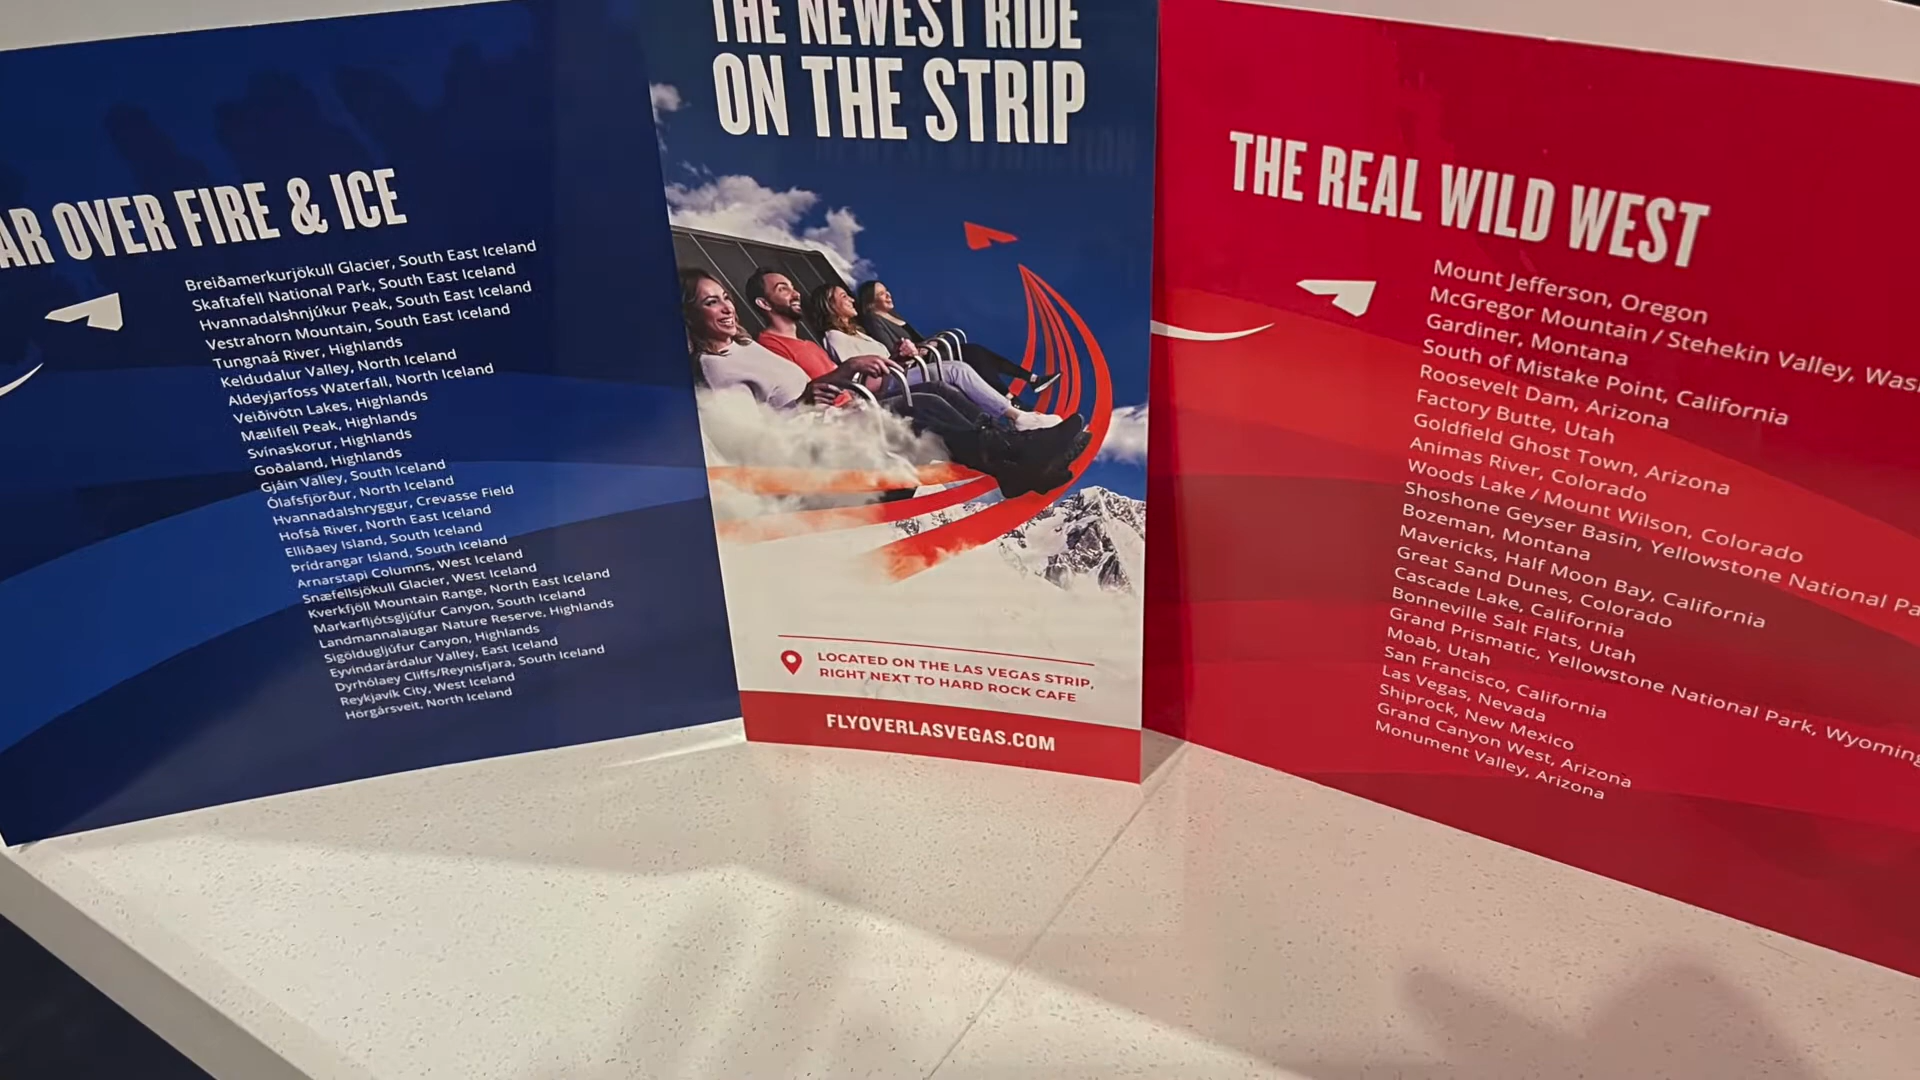 AR OVER FIRE & ICE
Breiðamerkurjökull Glacier, South East Iceland
Skaftafell National Park, South East Iceland
Hvannadalshnjúkur Peak, South East Iceland
Vestrahorn Mountain, South East Iceland
Tungnaá River, Highlands
Keldudalur Valley, North Iceland
Aldeyjarfoss Waterfall, North Iceland
Veiðivötn Lakes, Highlands
Mælifell Peak, Highlands
Svínaskorur, Highlands
Goðaland, Highlands
Gjáin Valley, South Iceland
Ólafsfjörður, North Iceland
Hvannadalshryggur, Crevasse Field
Hofsá River, North East Iceland
Elliðaey Island, South Iceland
Þrídrangar Island, South Iceland
Arnarstapi Columns, West Iceland
Snæfellsjökull Glacier, West Iceland
Kverkfjöll Mountain Range, North East Iceland
Markarfljótsgljúfur Canyon, South Iceland
Landmannalaugar Nature Reserve, Highlands
Sigöldugljúfur Canyon, Highlands
Eyvindarárdalur Valley, East Iceland
Dyrhólaey Cliffs/Reynisfjara, South Iceland
Reykjavík City, West Iceland
Hörgársveit, North Iceland
THE NEWEST RIDE
ON THE STRIP
LOCATED ON THE LAS VEGAS STRIP,
RIGHT NEXT TO HARD ROCK CAFE
FLYOVERLASVEGAS.COM
THE REAL WILD WEST
Mount Jefferson, Oregon
McGregor Mountain / Stehekin Valley, Was
Gardiner, Montana
South of Mistake Point, California
Roosevelt Dam, Arizona
Factory Butte, Utah
Goldfield Ghost Town, Arizona
Animas River, Colorado
Woods Lake / Mount Wilson, Colorado
Shoshone Geyser Basin, Yellowstone National Pa
Bozeman, Montana
Mavericks, Half Moon Bay, California
Great Sand Dunes, Colorado
Cascade Lake, California
Bonneville Salt Flats, Utah
Grand Prismatic, Yellowstone National Park, Wyoming
Moab, Utah
San Francisco, California
Las Vegas, Nevada
Shiprock, New Mexico
Grand Canyon West, Arizona
Monument Valley, Arizona